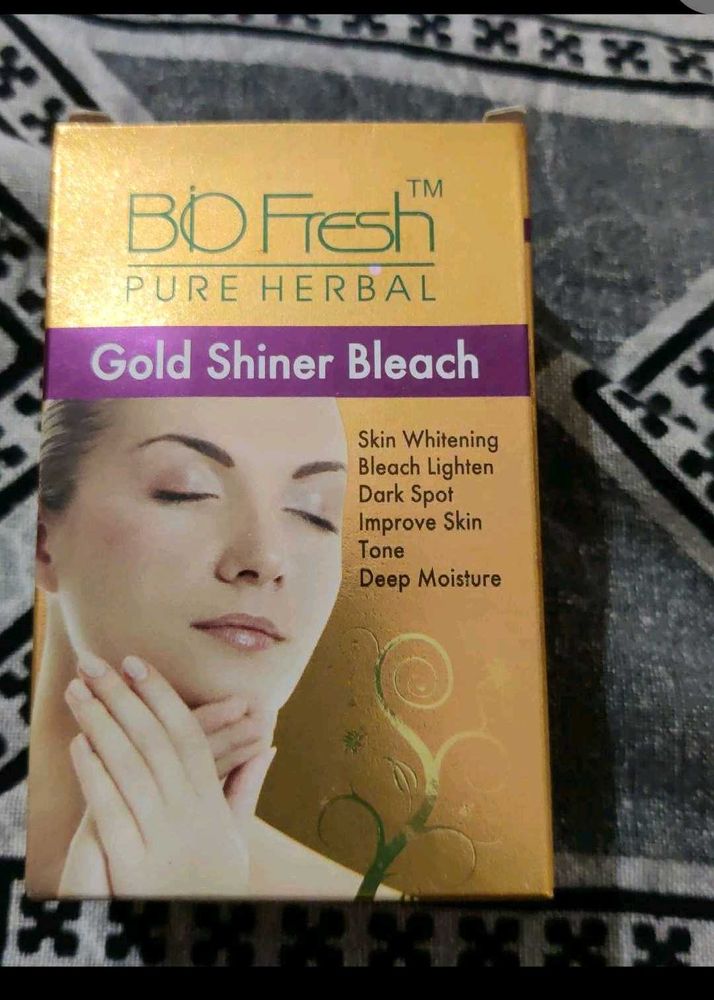 BiO Fresh™
PURE HERBAL
Gold Shiner Bleach
Skin Whitening
Bleach Lighten
Dark Spot
Improve Skin
Tone
Deep Moisture